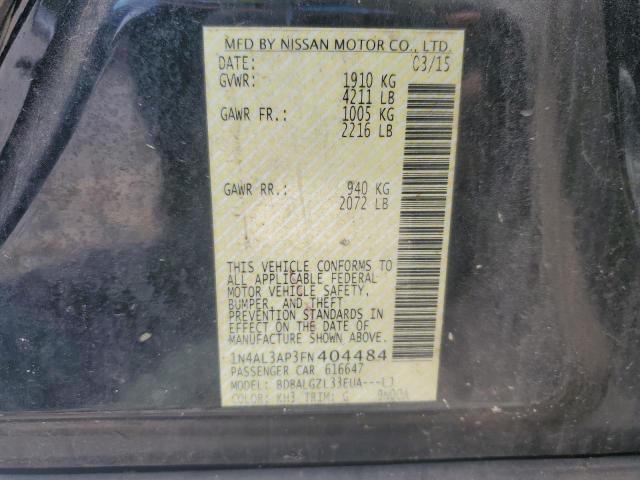 MFD BY NISSAN MOTOR CO., LTD.
DATE: 03/15
GVWR: 1910 KG
4211 LB
GAWR FR.: 1005 KG
2216 LB
GAWR RR.: 940 KG
2072 LB
THIS VEHICLE CONFORMS TO
ALL APPLICABLE FEDERAL
MOTOR VEHICLE SAFETY,
BUMPER, AND THEFT
PREVENTION STANDARDS IN
EFFECT ON THE DATE OF
MANUFACTURE SHOWN ABOVE.
1N4AL3AP3FN404484
PASSENGER CAR 616647
MODEL: BDBALGZL33EUA---LJ
COLOR: KH3 TRIM: G